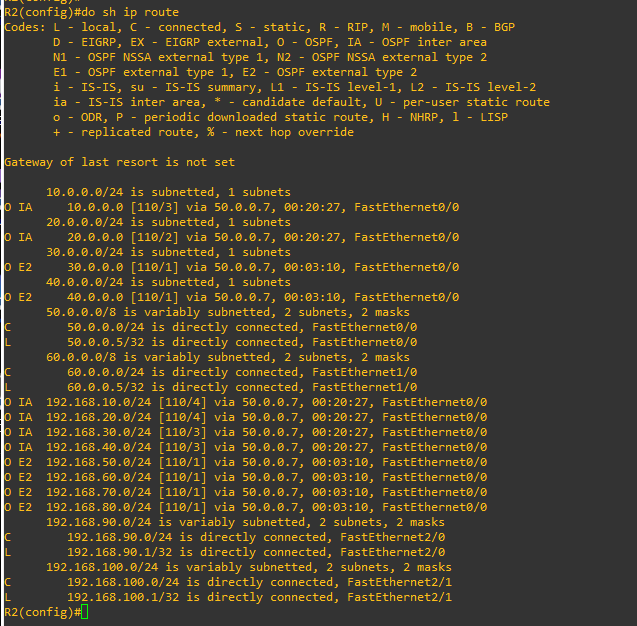 R2(config)#do sh ip route
Codes: L - local, C - connected, S - static, R - RIP, M - mobile, B - BGP
       D - EIGRP, EX - EIGRP external, O - OSPF, IA - OSPF inter area
       N1 - OSPF NSSA external type 1, N2 - OSPF NSSA external type 2
       E1 - OSPF external type 1, E2 - OSPF external type 2
       i - IS-IS, su - IS-IS summary, L1 - IS-IS level-1, L2 - IS-IS level-2
       ia - IS-IS inter area, * - candidate default, U - per-user static route
       o - ODR, P - periodic downloaded static route, H - NHRP, l - LISP
       + - replicated route, % - next hop override

Gateway of last resort is not set

      10.0.0.0/24 is subnetted, 1 subnets
O IA     10.0.0.0 [110/3] via 50.0.0.7, 00:20:27, FastEthernet0/0
      20.0.0.0/24 is subnetted, 1 subnets
O IA     20.0.0.0 [110/2] via 50.0.0.7, 00:20:27, FastEthernet0/0
      30.0.0.0/24 is subnetted, 1 subnets
O E2     30.0.0.0 [110/1] via 50.0.0.7, 00:03:10, FastEthernet0/0
      40.0.0.0/24 is subnetted, 1 subnets
O E2     40.0.0.0 [110/1] via 50.0.0.7, 00:03:10, FastEthernet0/0
      50.0.0.0/8 is variably subnetted, 2 subnets, 2 masks
C        50.0.0.0/24 is directly connected, FastEthernet0/0
L        50.0.0.5/32 is directly connected, FastEthernet0/0
      60.0.0.0/8 is variably subnetted, 2 subnets, 2 masks
C        60.0.0.0/24 is directly connected, FastEthernet1/0
L        60.0.0.5/32 is directly connected, FastEthernet1/0
O IA  192.168.10.0/24 [110/4] via 50.0.0.7, 00:20:27, FastEthernet0/0
O IA  192.168.20.0/24 [110/4] via 50.0.0.7, 00:20:27, FastEthernet0/0
O IA  192.168.30.0/24 [110/3] via 50.0.0.7, 00:20:27, FastEthernet0/0
O IA  192.168.40.0/24 [110/3] via 50.0.0.7, 00:20:27, FastEthernet0/0
O E2  192.168.50.0/24 [110/1] via 50.0.0.7, 00:03:10, FastEthernet0/0
O E2  192.168.60.0/24 [110/1] via 50.0.0.7, 00:03:10, FastEthernet0/0
O E2  192.168.70.0/24 [110/1] via 50.0.0.7, 00:03:10, FastEthernet0/0
O E2  192.168.80.0/24 [110/1] via 50.0.0.7, 00:03:10, FastEthernet0/0
      192.168.90.0/24 is variably subnetted, 2 subnets, 2 masks
C        192.168.90.0/24 is directly connected, FastEthernet2/0
L        192.168.90.1/32 is directly connected, FastEthernet2/0
      192.168.100.0/24 is variably subnetted, 2 subnets, 2 masks
C        192.168.100.0/24 is directly connected, FastEthernet2/1
L        192.168.100.1/32 is directly connected, FastEthernet2/1
R2(config)#